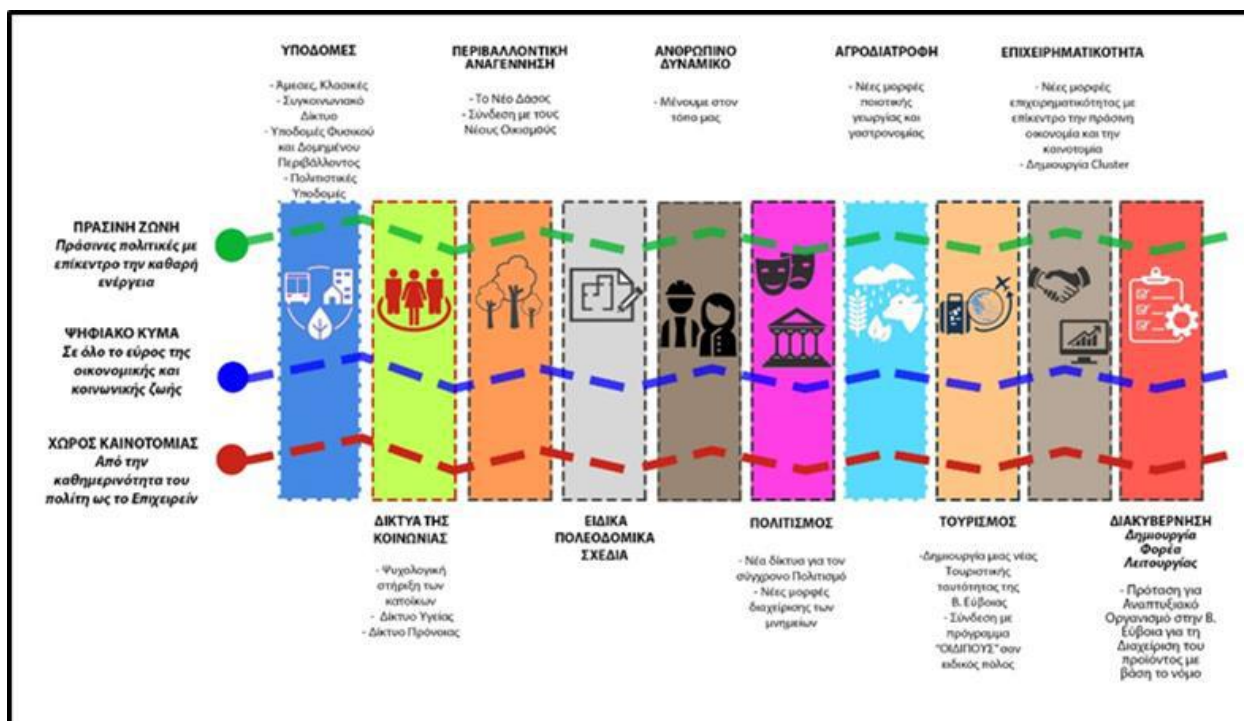 ΥΠΟΔΟΜΕΣ
- Άμεσες, Κλασικές
- Συγκοινωνιακό
Δίκτυο
- Υποδομές Φυσικού
και Δομημένου
Περιβάλλοντος
- Πολιτιστικές
Υποδομές
ΠΕΡΙΒΑΛΛΟΝΤΙΚΗ
ΑΝΑΓΕΝΝΗΣΗ
- Το Νέο Δάσος
- Σύνδεση με τους
Νέους Οικισμούς
ΑΝΘΡΩΠΙΝΟ
ΔΥΝΑΜΙΚΟ
- Μένουμε στον
τόπο μας
ΑΓΡΟΔΙΑΤΡΟΦΗ
- Νέες μορφές
ποιοτικής
γεωργίας και
γαστρονομίας
ΕΠΙΧΕΙΡΗΜΑΤΙΚΟΤΗΤΑ
- Νέες μορφές
επιχειρηματικότητας με
επίκεντρο την πράσινη
οικονομία και την
καινοτομία
- Δημιουργία Cluster
ΠΡΑΣΙΝΗ ΖΩΝΗ
Πράσινες πολιτικές με
επίκεντρο την καθαρή
ενέργεια
ΨΗΦΙΑΚΟ ΚΥΜΑ
Σε όλο το εύρος της
οικονομικής και
κοινωνικής ζωής
ΧΩΡΟΣ ΚΑΙΝΟΤΟΜΙΑΣ
Από την
καθημερινότητα του
πολίτη ως το Επιχειρείν
ΔΙΚΤΥΑ ΤΗΣ
ΚΟΙΝΩΝΙΑΣ
- Ψυχολογική
στήριξη των
κατοίκων
- Δίκτυο Υγείας
- Δίκτυο Πρόνοιας
ΕΙΔΙΚΑ
ΠΟΛΕΟΔΟΜΙΚΑ
ΣΧΕΔΙΑ
ΠΟΛΙΤΙΣΜΟΣ
- Νέα δίκτυα για τον
σύγχρονο Πολιτισμό
- Νέες μορφές
διαχείρισης των
μνημείων
ΤΟΥΡΙΣΜΟΣ
-Δημιουργία μιας νέας
Τουριστικής
ταυτότητας της
Β. Εύβοιας
- Σύνδεση με
πρόγραμμα
"ΟΙΔΙΠΟΥΣ" σαν
ειδικός πόλος
ΔΙΑΚΥΒΕΡΝΗΣΗ
Δημιουργία
Φορέα
Λειτουργίας
- Πρόταση για
Αναπτυξιακό
Οργανισμό στην Β.
Εύβοια για τη
Διαχείριση του
προϊόντος με
βάση το νόμο